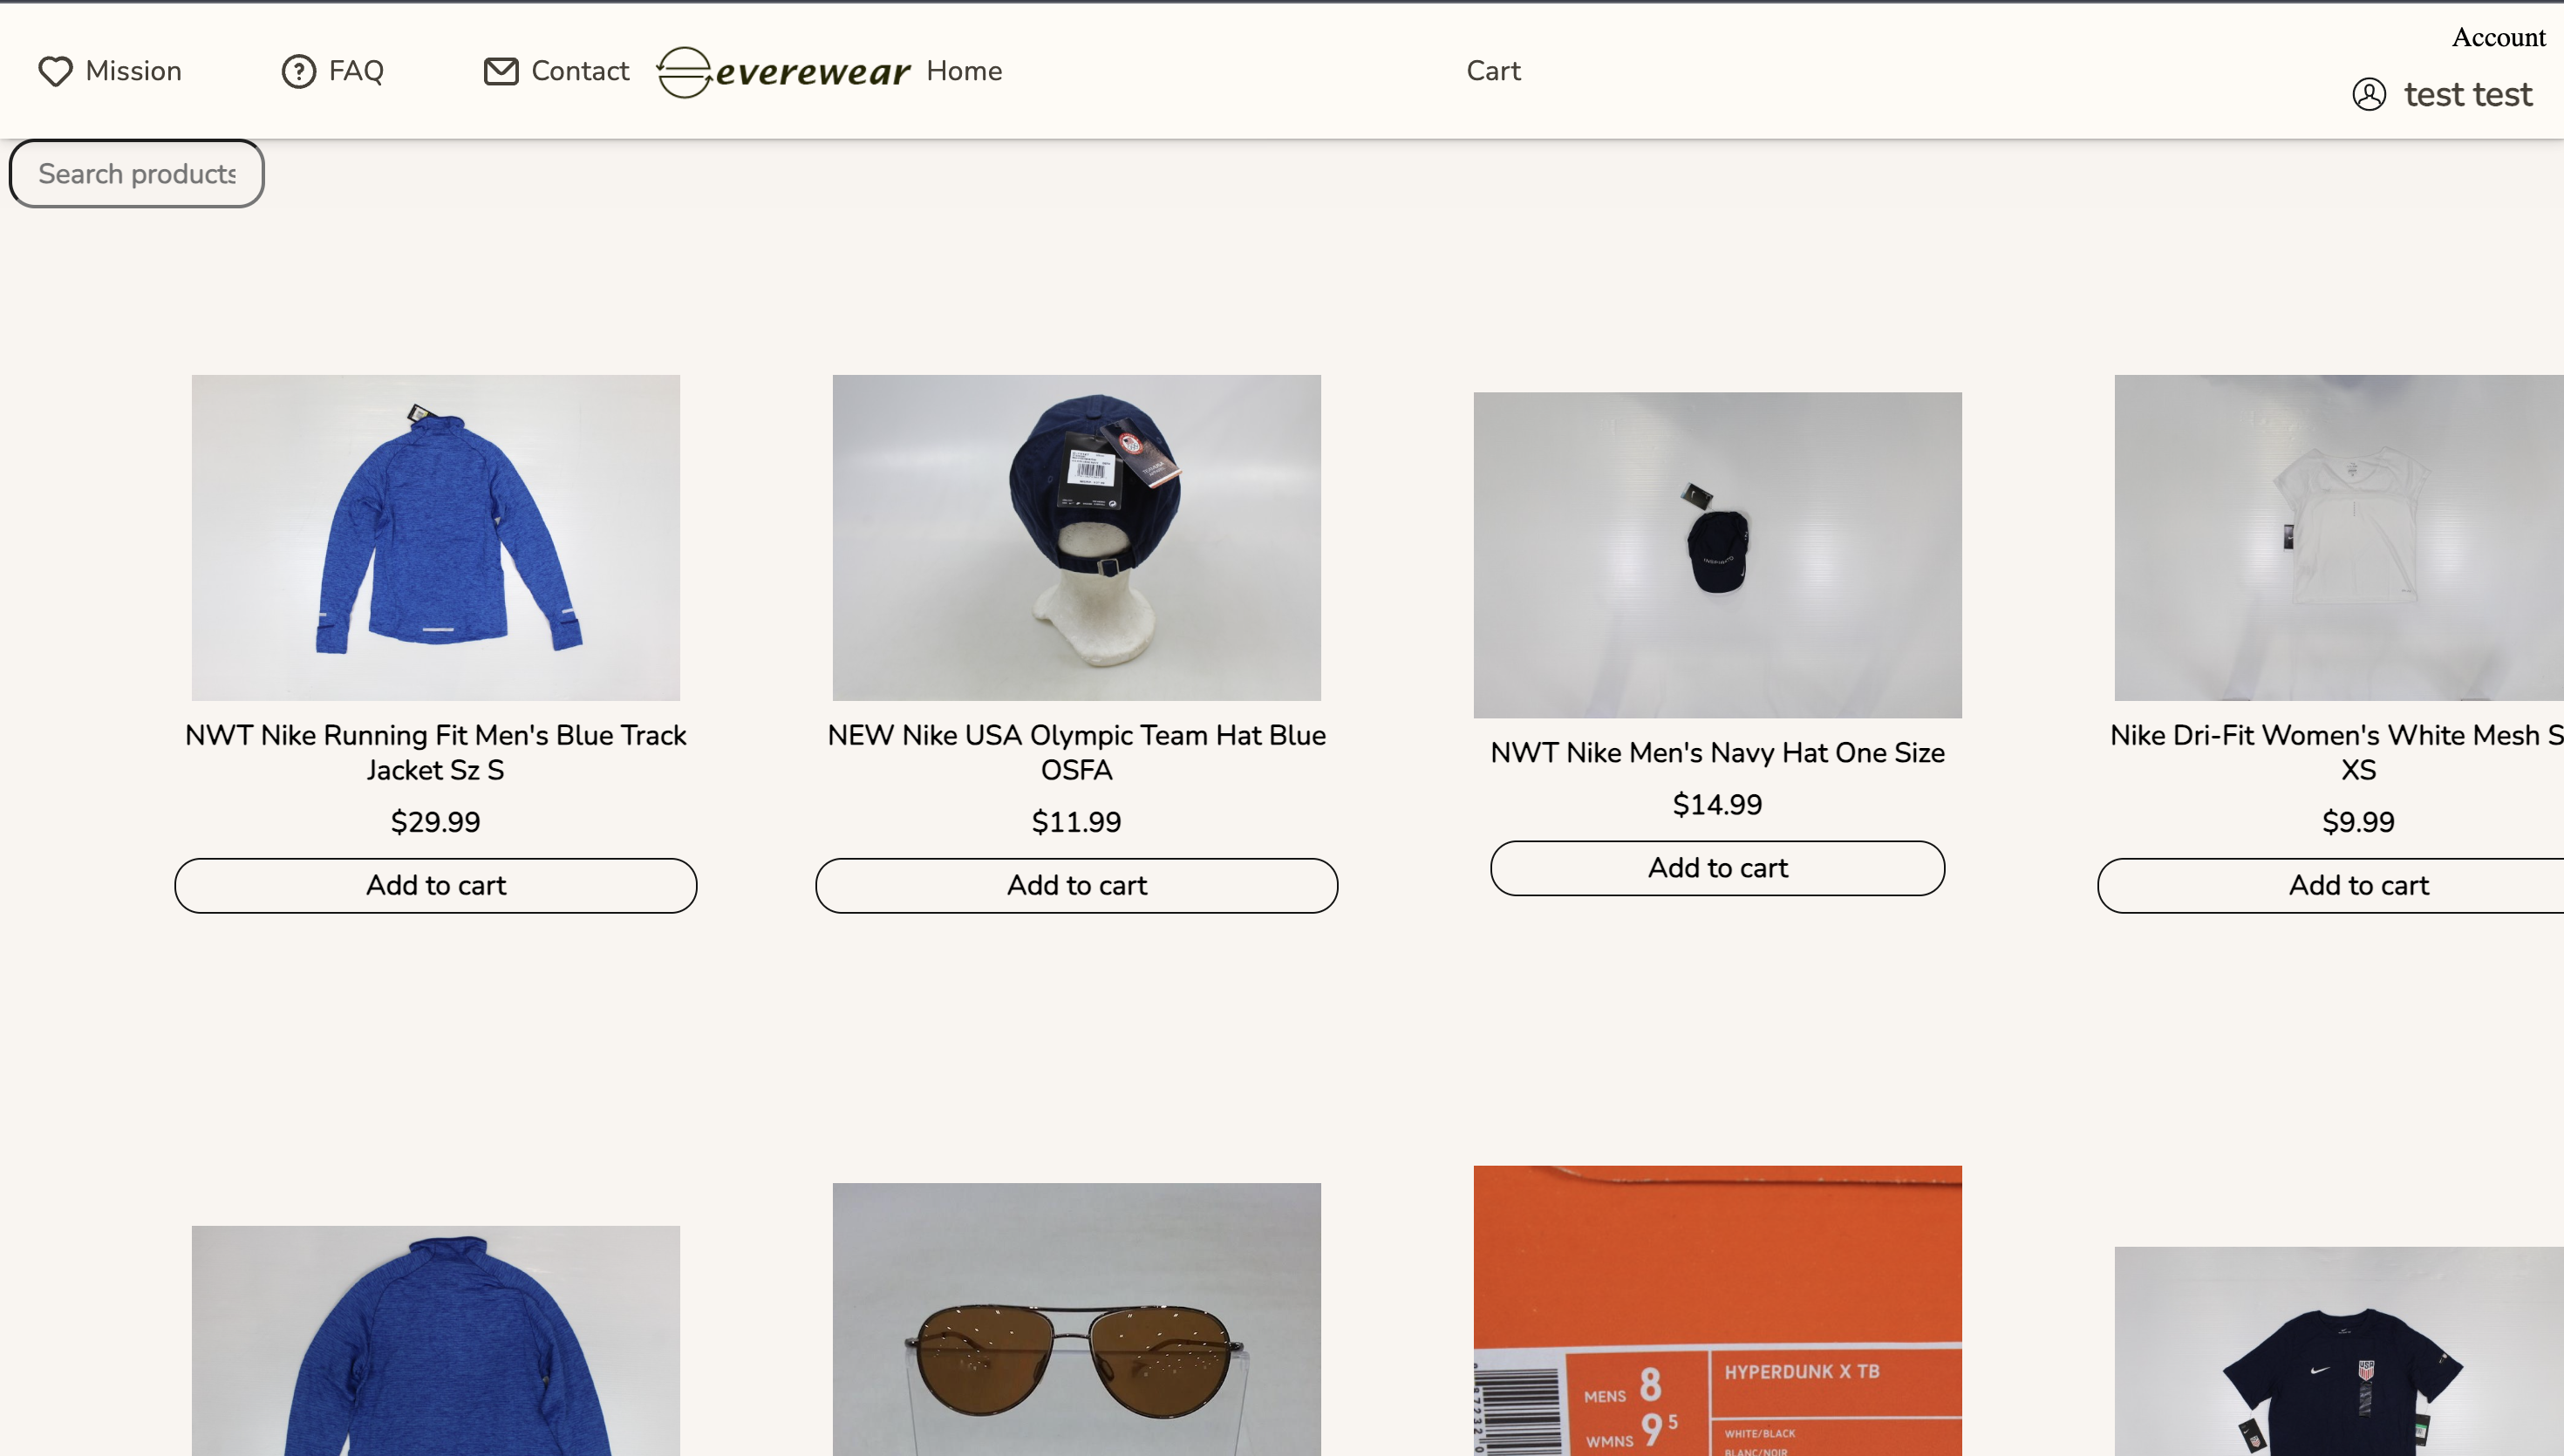 Account
Mission
FAQ
Contact
everewear
Home
Cart
test test
Search products
NWT Nike Running Fit Men's Blue Track
Jacket Sz S
$29.99
Add to cart
NEW Nike USA Olympic Team Hat Blue
OSFA
$11.99
Add to cart
NWT Nike Men's Navy Hat One Size
$14.99
Add to cart
Nike Dri-Fit Women's White Mesh S
XS
$9.99
Add to cart
MENS 8
WMNS 9 5
HYPERDUNK X TB
WHITE/BLACK
BLANC/NOIR